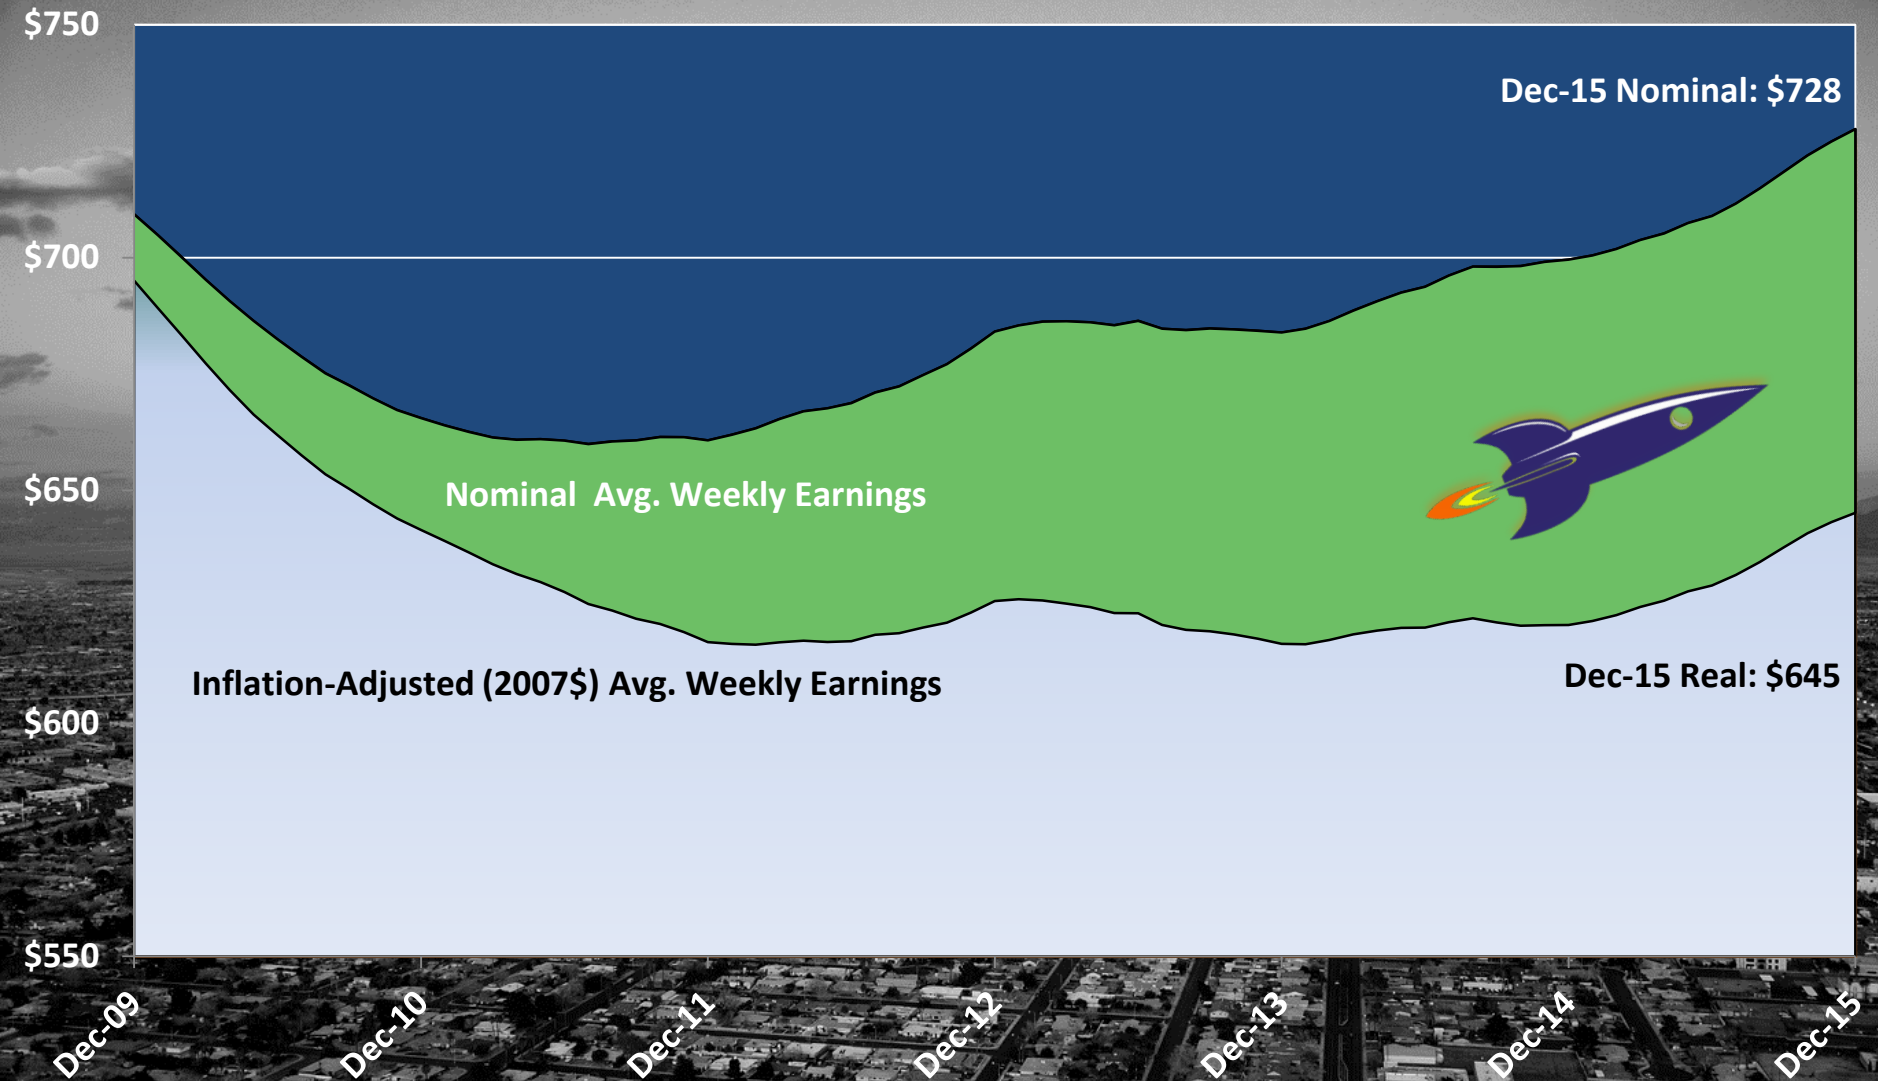 $750
Dec-15 Nominal: $728
$700
$650
Nominal  Avg. Weekly Earnings
Inflation-Adjusted (2007$) Avg. Weekly Earnings
Dec-15 Real: $645
$600
$550
Dec-09
Dec-10
Dec-11
Dec-12
Dec-13
Dec-14
Dec-15